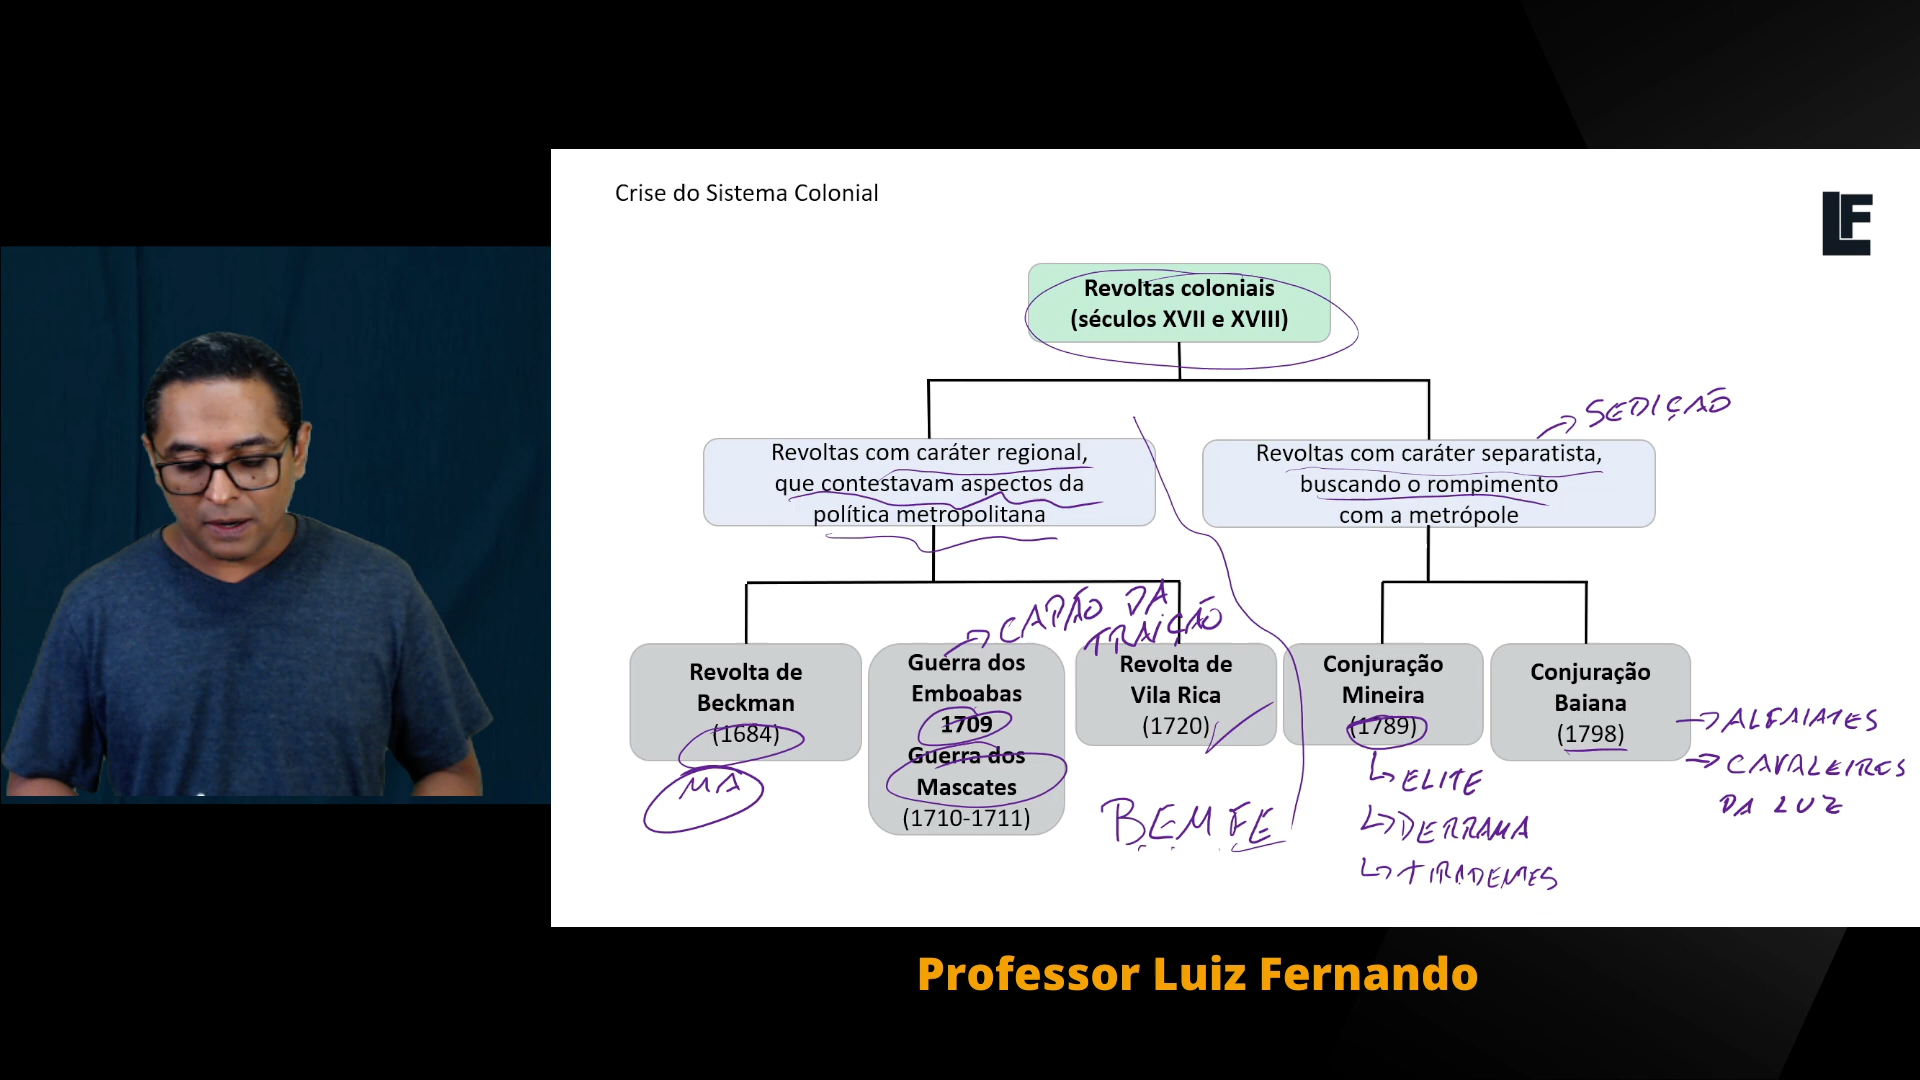 Crise do Sistema Colonial
LF
Revoltas coloniais
(séculos XVII e XVIII)
SEDIÇÃO
Revoltas com caráter regional,
que contestavam aspectos da
política metropolitana
Revoltas com caráter separatista,
buscando o rompimento
com a metrópole
CAPÃO DA
TRAIÇÃO
Revolta de
Beckman
(1684)
MA
Guerra dos
Emboabas
1709
Guerra dos
Mascates
(1710-1711)
Revolta de
Vila Rica
(1720)
BEMFE
Conjuração
Mineira
(1789)
ELITE
DERRAMA
TIRADENTES
Conjuração
Baiana
(1798)
ALFAIATES
CAVALEIROS
DA LUZ
Professor Luiz Fernando